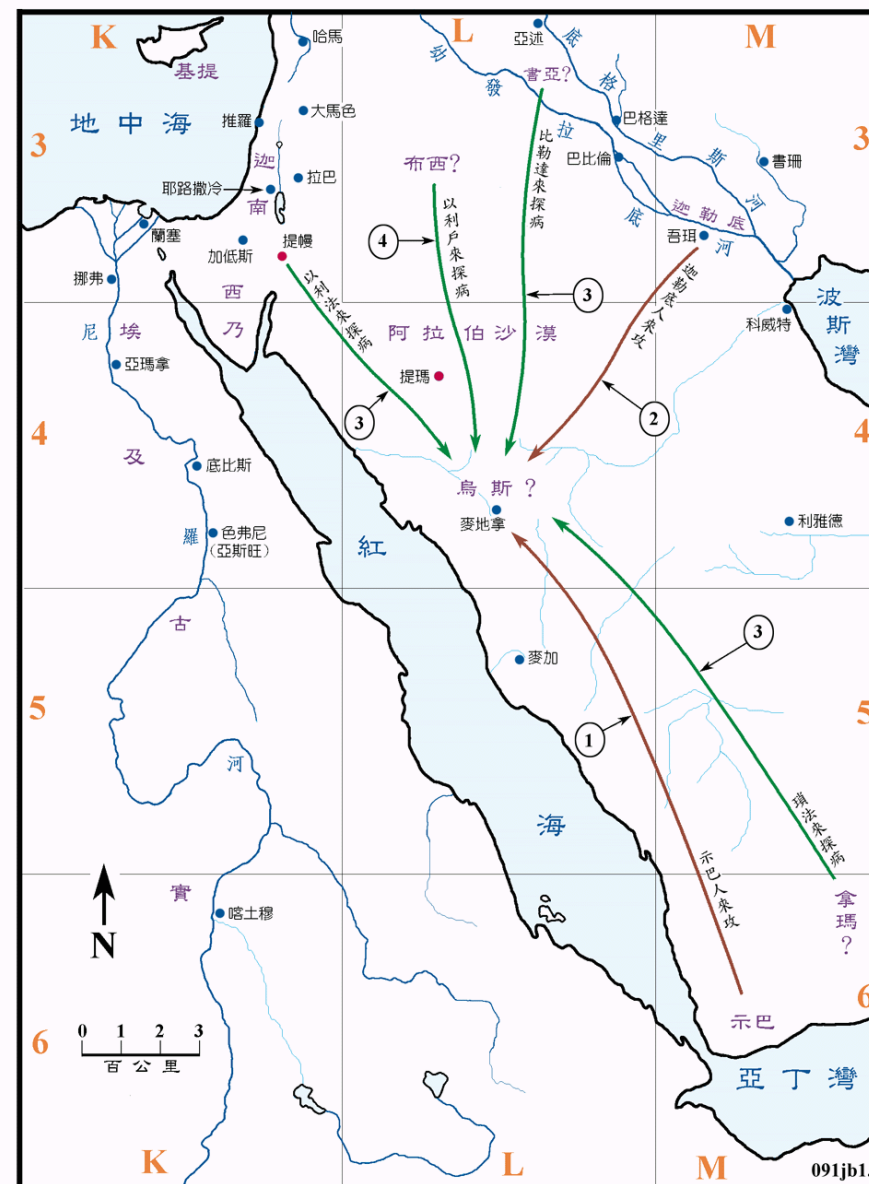 K
L
M
哈馬
亞述
基提
書亞?
底格里斯河
幼發拉底河
地中海
大馬色
推羅
巴格達
3
3
迦南
拉巴
布西?
比勒達來探病
巴比倫
書珊
耶路撒冷
以利戶來探病
迦勒底
蘭塞
加低斯
提幔
4
吾珥
挪弗
以利法來探病
3
迦勒底人來攻
波斯灣
西乃
科威特
尼羅河
埃及
阿拉伯沙漠
亞瑪拿
提瑪
3
2
4
4
底比斯
烏斯?
麥地拿
利雅德
色弗尼
(亞斯旺)
紅海
古實
麥加
3
5
5
1
瑣法來探病
示巴人來攻
N
喀土穆
拿瑪?
6
6
0 1 2 3
百公里
示巴
亞丁灣
K
L
M
091jb1.